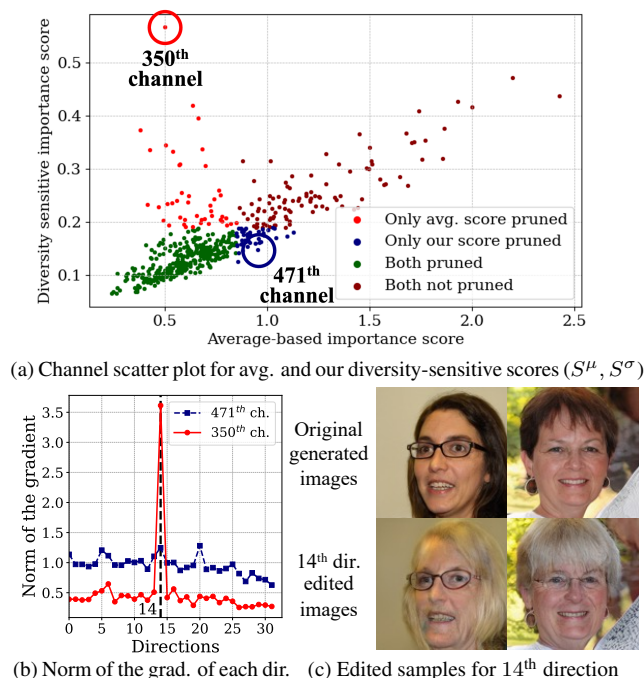 350th
channel
Diversity sensitive importance score
0.5
0.4
0.3
0.2
0.1
471th
channel
Only avg. score pruned
Only our score pruned
Both pruned
Both not pruned
0.5 1.0 1.5 2.0 2.5
Average-based importance score
(a) Channel scatter plot for avg. and our diversity-sensitive scores (S^μ, S^σ)
Norm of the gradient
3.5
3.0
2.5
2.0
1.5
1.0
0.5
471th ch.
350th ch.
14
0 5 10 15 20 25 30
Directions
Original
generated
images
14th dir.
edited
images
(b) Norm of the grad. of each dir.
(c) Edited samples for 14th direction